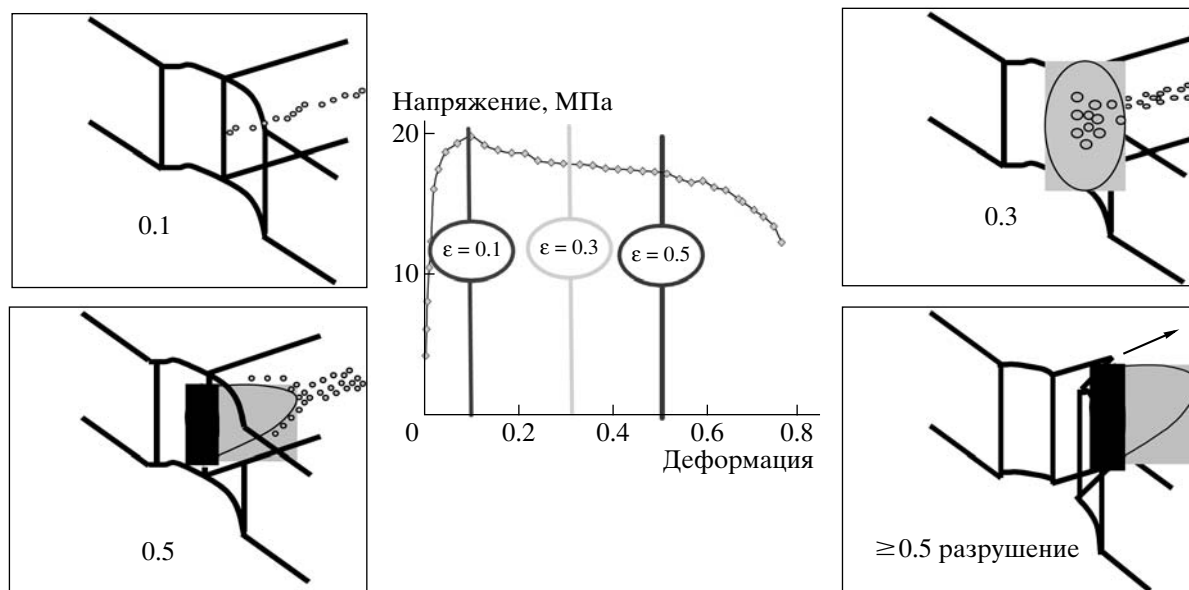 0.1
Напряжение, МПа
20
10
0
ε = 0.1
ε = 0.3
ε = 0.5
0.2
0.4
0.6
0.8
Деформация
0.3
0.5
≥0.5 разрушение